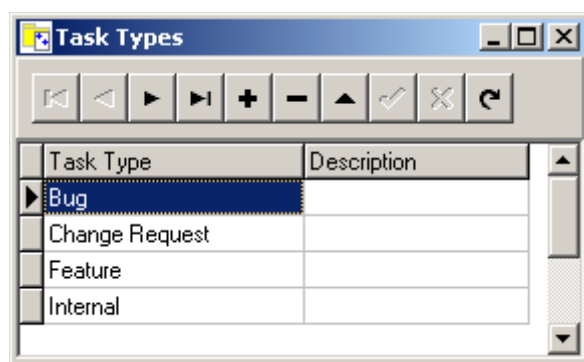 Task Types
Task Type Description
Bug
Change Request
Feature
Internal